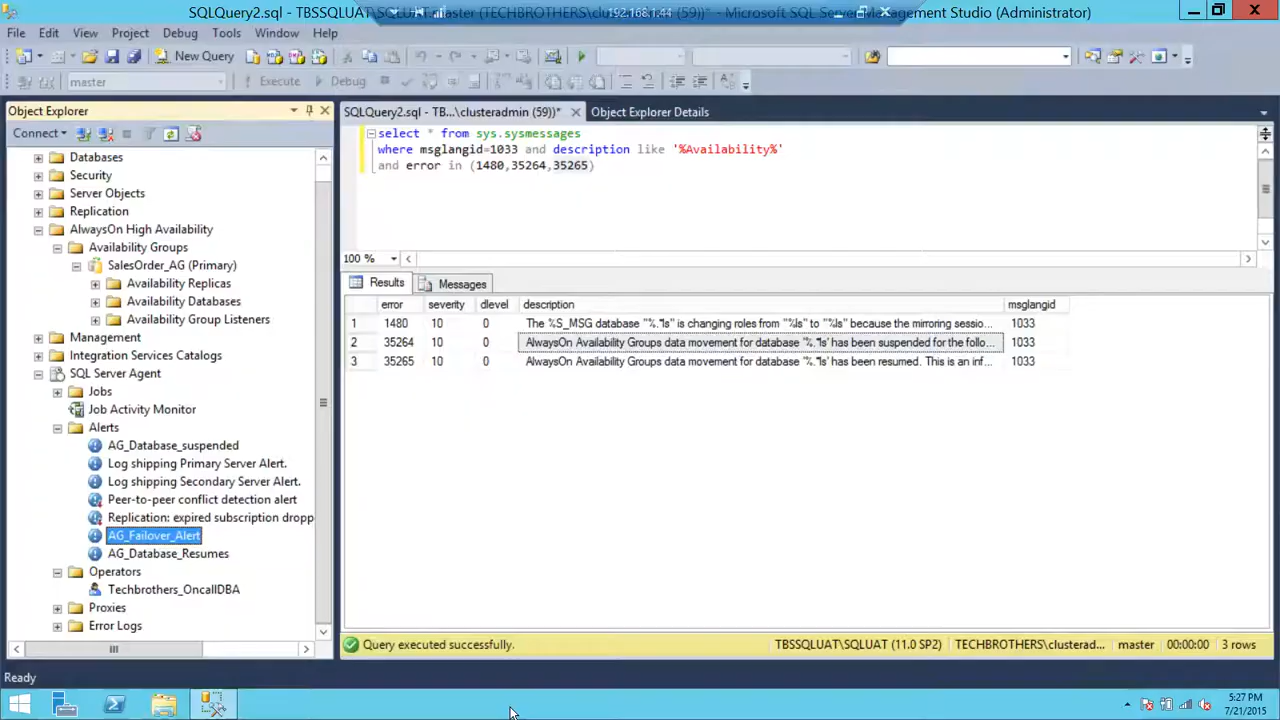 SQLQuery2.sql - TBSSQLUAT\SQLUAT.master (TECHBROTHERS\clusteradmin (59))* - Microsoft SQL Server Management Studio (Administrator)
192.168.1.44
File Edit View Project Debug Tools Window Help
New Query
master Execute Debug
Object Explorer
SQLQuery2.sql - TB...\clusteradmin (59))* Object Explorer Details
Connect
Databases
Security
Server Objects
Replication
AlwaysOn High Availability
Availability Groups
SalesOrder_AG (Primary)
Availability Replicas
Availability Databases
Availability Group Listeners
Management
Integration Services Catalogs
SQL Server Agent
Jobs
Job Activity Monitor
Alerts
AG_Database_suspended
Log shipping Primary Server Alert.
Log shipping Secondary Server Alert.
Peer-to-peer conflict detection alert
Replication: expired subscription dropp
AG_Failover_Alert
AG_Database_Resumes
Operators
Techbrothers_OncallDBA
Proxies
Error Logs
select * from sys.sysmessages
where msglangid=1033 and description like '%Availability%'
and error in (1480,35264,35265)
100 %
Results Messages
error severity dlevel description msglangid
1 1480 10 0 The %S_MSG database "%.*ls" is changing roles from "%ls" to "%ls" because the mirroring sessio... 1033
2 35264 10 0 AlwaysOn Availability Groups data movement for database '%.*ls' has been suspended for the follo... 1033
3 35265 10 0 AlwaysOn Availability Groups data movement for database '%.*ls' has been resumed. This is an inf... 1033
Query executed successfully. TBSSQLUAT\SQLUAT (11.0 SP2) TECHBROTHERS\clusterad... master 00:00:00 3 rows
Ready
5:27 PM
7/21/2015